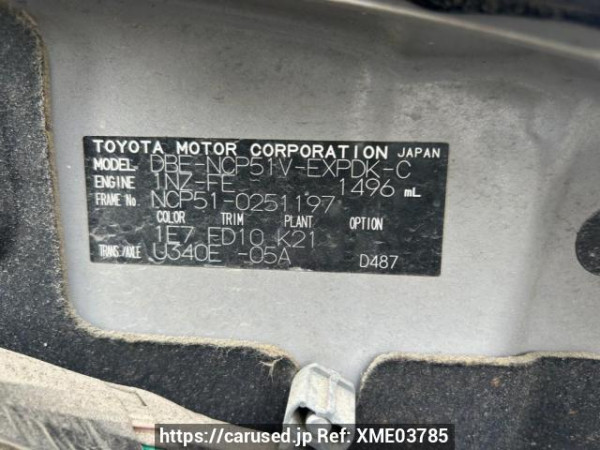 TOYOTA MOTOR CORPORATION JAPAN
MODEL DBE-NCP51V-EXPDK-C
ENGINE 1NZ-FE 1496 mL
FRAME No. NCP51-0251197
COLOR TRIM PLANT OPTION
1E7 ED10 K21
TRANS./AXLE U340E -05A D487
https://carused.jp Ref: XME03785